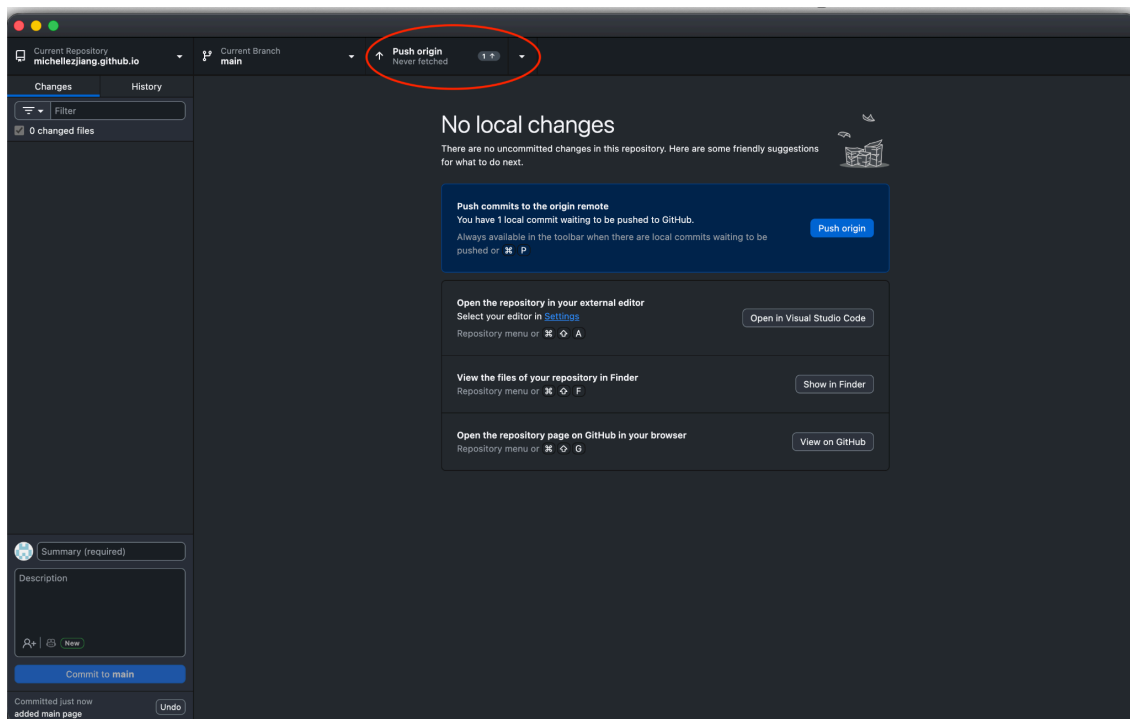 Current Repository
michellezjiang.github.io
Current Branch
main
Push origin
Never fetched
1
Changes
History
Filter
0 changed files
No local changes
There are no uncommitted changes in this repository. Here are some friendly suggestions
for what to do next.
Push commits to the origin remote
You have 1 local commit waiting to be pushed to GitHub.
Always available in the toolbar when there are local commits waiting to be
pushed or ⌘ P
Push origin
Open the repository in your external editor
Select your editor in Settings
Repository menu or ⌘ ⇧ A
Open in Visual Studio Code
View the files of your repository in Finder
Repository menu or ⌘ ⇧ F
Show in Finder
Open the repository page on GitHub in your browser
Repository menu or ⌘ ⇧ G
View on GitHub
Summary (required)
Description
New
Commit to main
Committed just now
added main page
Undo